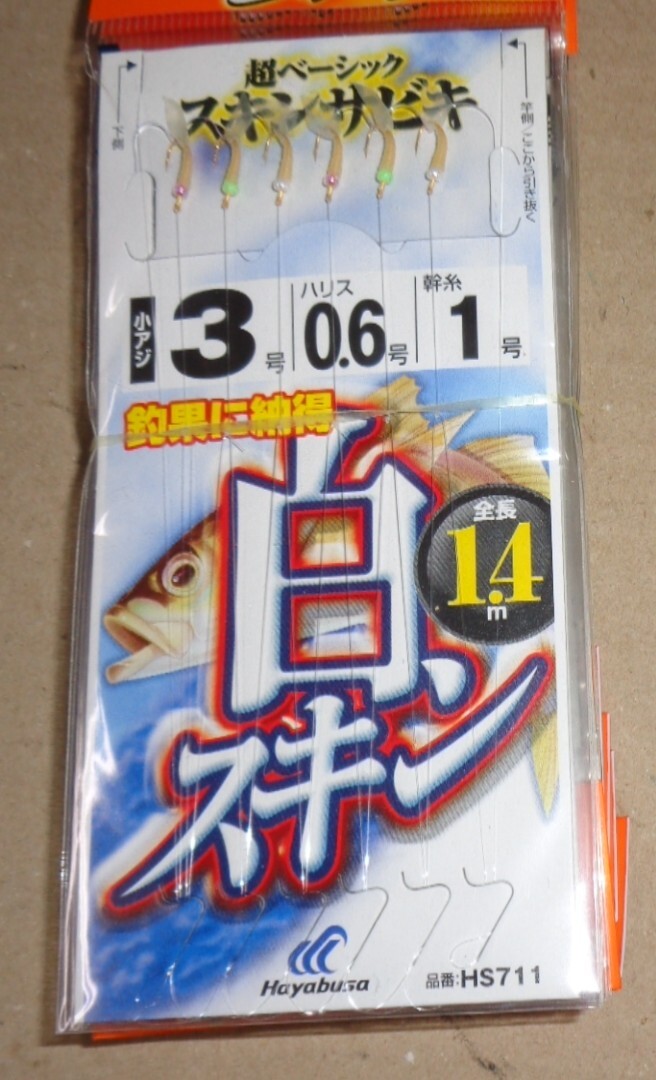 超ベーシック
スキンサビキ
下側
竿側/ここから引き抜く
小アジ
3号
ハリス
0.6号
幹糸
1号
釣果に納得
白
スキン
全長
1.4
m
Hayabusa
品番:HS711